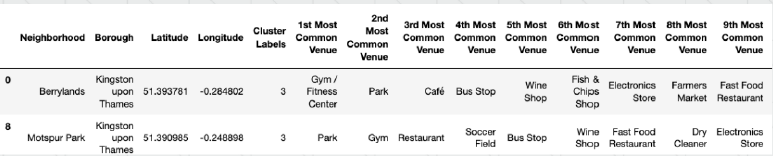 Neighborhood Borough Latitude Longitude Cluster Labels 1st Most Common Venue 2nd Most Common Venue 3rd Most Common Venue 4th Most Common Venue 5th Most Common Venue 6th Most Common Venue 7th Most Common Venue 8th Most Common Venue 9th Most Common Venue
0 Berrylands Kingston upon Thames 51.393781 -0.284802 3 Gym / Fitness Center Park Café Bus Stop Wine Shop Fish & Chips Shop Electronics Store Farmers Market Fast Food Restaurant
8 Motspur Park Kingston upon Thames 51.390985 -0.248898 3 Park Gym Restaurant Soccer Field Bus Stop Wine Shop Fast Food Restaurant Dry Cleaner Electronics Store